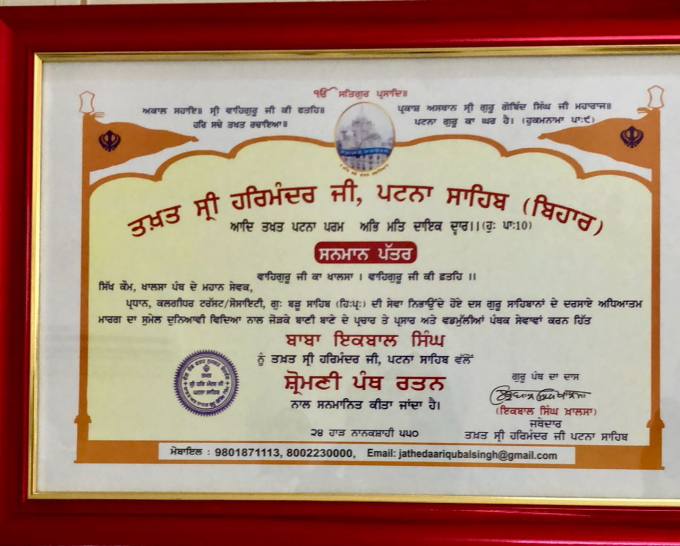 ੴ ਸਤਿਗੁਰ ਪ੍ਰਸਾਦਿ॥
ਅਕਾਲ ਸਹਾਇ॥ ਸ੍ਰੀ ਵਾਹਿਗੁਰੂ ਜੀ ਕੀ ਫਤਹਿ॥
ਹਰਿ ਸਚੇ ਤਖਤ ਰਚਾਇਆ॥
ਪ੍ਰਕਾਸ਼ ਅਸਥਾਨ ਸ੍ਰੀ ਗੁਰੂ ਗੋਬਿੰਦ ਸਿੰਘ ਜੀ ਮਹਾਰਾਜ॥
ਪਟਨਾ ਗੁਰੂ ਕਾ ਘਰ ਹੈ। (ਹੁਕਮਨਾਮਾ ਪਾ:੯)
ਤਖ਼ਤ ਸ੍ਰੀ ਹਰਿਮੰਦਰ ਜੀ, ਪਟਨਾ ਸਾਹਿਬ (ਬਿਹਾਰ)
ਆਦਿ ਤਖਤ ਪਟਨਾ ਪਰਮ ਅਭਿ ਮਤਿ ਦਾਇਕ ਦ੍ਵਾਰ।।(ਹੁ: ਪਾ:10)
ਸਨਮਾਨ ਪੱਤਰ
ਵਾਹਿਗੁਰੂ ਜੀ ਕਾ ਖਾਲਸਾ । ਵਾਹਿਗੁਰੂ ਜੀ ਕੀ ਫ਼ਤਹਿ ।।
ਸਿੱਖ ਕੌਮ, ਖਾਲਸਾ ਪੰਥ ਦੇ ਮਹਾਨ ਸੇਵਕ,
ਪ੍ਰਧਾਨ, ਕਲਗੀਧਰ ਟਰੱਸਟ/ਸੋਸਾਇਟੀ, ਗੁ: ਬੜੂ ਸਾਹਿਬ (ਹਿ:ਪ੍ਰ:) ਦੀ ਸੇਵਾ ਨਿਭਾਉਂਦੇ ਹੋਏ ਦਸ ਗੁਰੂ ਸਾਹਿਬਾਨਾਂ ਦੇ ਦਰਸਾਏ ਅਧਿਆਤਮ
ਮਾਰਗ ਦਾ ਸੁਮੇਲ ਦੁਨਿਆਵੀ ਵਿਦਿਆ ਨਾਲ ਜੋੜਕੇ ਬਾਣੀ ਬਾਣੇ ਦੇ ਪ੍ਰਚਾਰ ਤੇ ਪ੍ਰਸਾਰ ਅਤੇ ਵਡਮੁੱਲੀਆਂ ਪੰਥਕ ਸੇਵਾਵਾਂ ਕਰਨ ਹਿੱਤ
ਬਾਬਾ ਇਕਬਾਲ ਸਿੰਘ
ਨੂੰ ਤਖ਼ਤ ਸ੍ਰੀ ਹਰਿਮੰਦਰ ਜੀ, ਪਟਨਾ ਸਾਹਿਬ ਵੱਲੋਂ
ਸ਼੍ਰੋਮਣੀ ਪੰਥ ਰਤਨ
ਨਾਲ ਸਨਮਾਨਿਤ ਕੀਤਾ ਜਾਂਦਾ ਹੈ।
ਗੁਰੂ ਪੰਥ ਦਾ ਦਾਸ
(ਇਕਬਾਲ ਸਿੰਘ ਖ਼ਾਲਸਾ)
ਜਥੇਦਾਰ
ਤਖ਼ਤ ਸ੍ਰੀ ਹਰਿਮੰਦਰ ਜੀ ਪਟਨਾ ਸਾਹਿਬ
੨੪ ਹਾੜ ਨਾਨਕਸ਼ਾਹੀ ੫੫੦
ਮੋਬਾਇਲ : 9801871113, 8002230000, Email: jathedaariqubalsingh@gmail.com